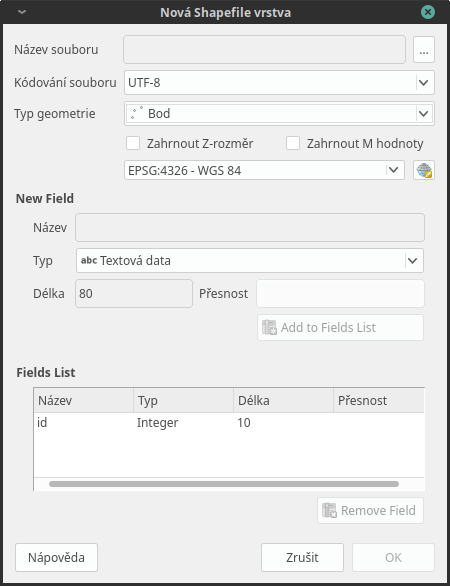 Nová Shapefile vrstva
Název souboru
...
Kódování souboru UTF-8
Typ geometrie Bod
Zahrnout Z-rozměr Zahrnout M hodnoty
EPSG:4326 - WGS 84
New Field
Název
Typ abc Textová data
Délka 80 Přesnost
Add to Fields List
Fields List
Název Typ Délka Přesnost
id Integer 10
Remove Field
Nápověda Zrušit OK